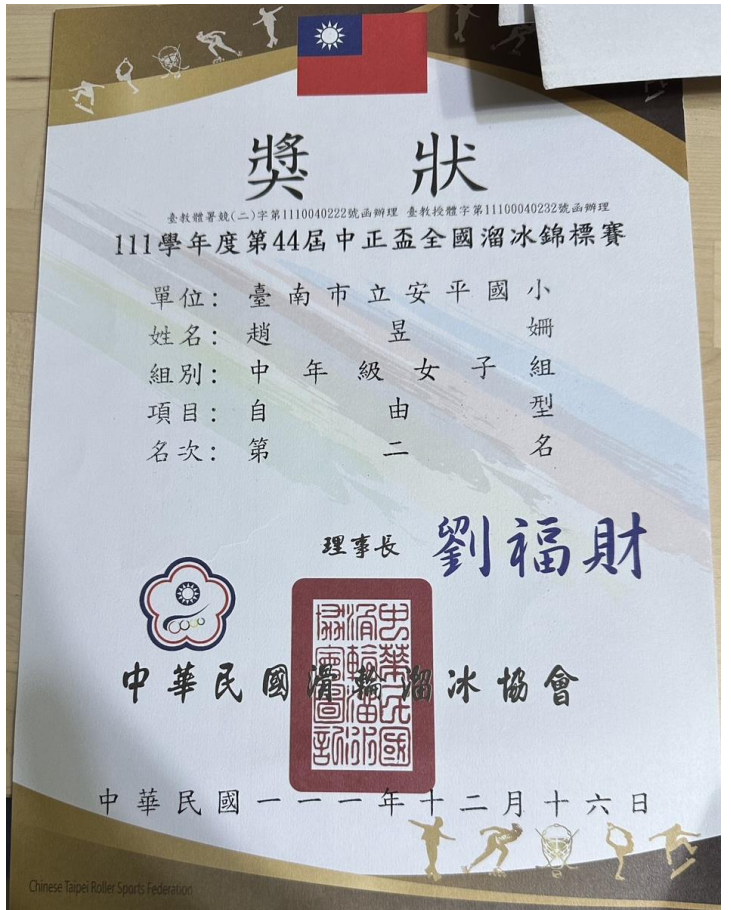 獎狀
臺教體署競(二)字第1110040222號函辦理 臺教授體字第11100040232號函辦理
111學年度第44屆中正盃全國溜冰錦標賽
單位：臺南市立安平國小
姓名：趙昱姍
組別：中年級女子組
項目：自由型
名次：第二名
理事長 劉福財
中華民國滑輪溜冰協會
中華民國一一一年十二月十六日
Chinese Taipei Roller Sports Federation